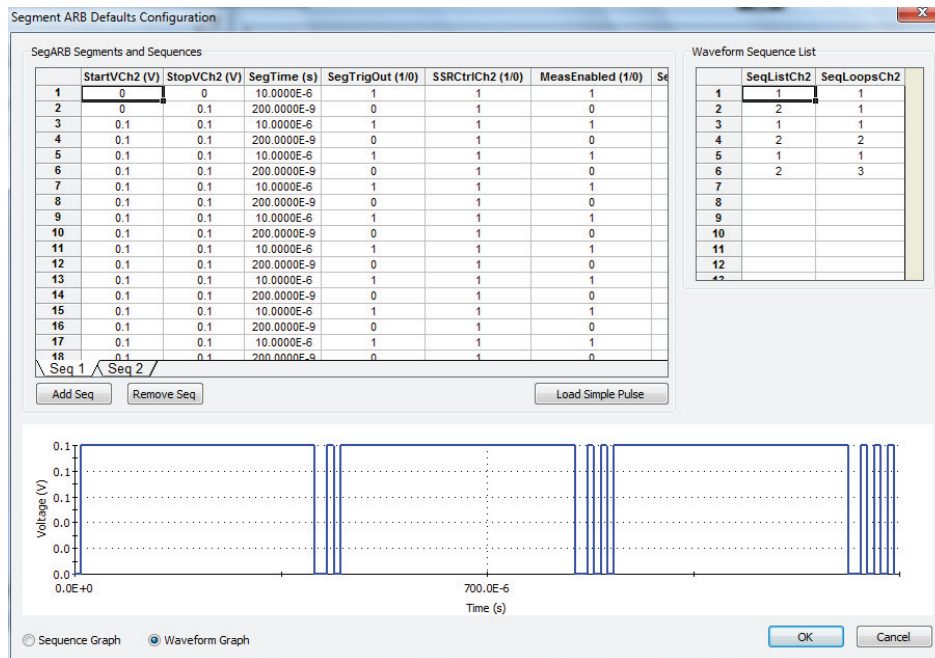 Segment ARB Defaults Configuration
SegARB Segments and Sequences
StartVCh2 (V) StopVCh2 (V) SegTime (s) SegTrigOut (1/0) SSRCtrlCh2 (1/0) MeasEnabled (1/0) Se
1 0 0 10.0000E-6 1 1 1
2 0 0.1 200.0000E-9 0 1 0
3 0.1 0.1 10.0000E-6 1 1 1
4 0.1 0.1 200.0000E-9 0 1 0
5 0.1 0.1 10.0000E-6 1 1 1
6 0.1 0.1 200.0000E-9 0 1 0
7 0.1 0.1 10.0000E-6 1 1 1
8 0.1 0.1 200.0000E-9 0 1 0
9 0.1 0.1 10.0000E-6 1 1 1
10 0.1 0.1 200.0000E-9 0 1 0
11 0.1 0.1 10.0000E-6 1 1 1
12 0.1 0.1 200.0000E-9 0 1 0
13 0.1 0.1 10.0000E-6 1 1 1
14 0.1 0.1 200.0000E-9 0 1 0
15 0.1 0.1 10.0000E-6 1 1 1
16 0.1 0.1 200.0000E-9 0 1 0
17 0.1 0.1 10.0000E-6 1 1 1
18 0.1 0.1 200.0000E-9 0 1 0
Seq 1 Seq 2
Add Seq Remove Seq Load Simple Pulse
Waveform Sequence List
SeqListCh2 SeqLoopsCh2
1 1 1
2 2 1
3 1 1
4 2 2
5 1 1
6 2 3
7
8
9
10
11
12
13
0.1
0.1
0.1
0.0
0.0
0.0
Voltage (V)
0.0E+0 700.0E-6
Time (s)
Sequence Graph Waveform Graph OK Cancel